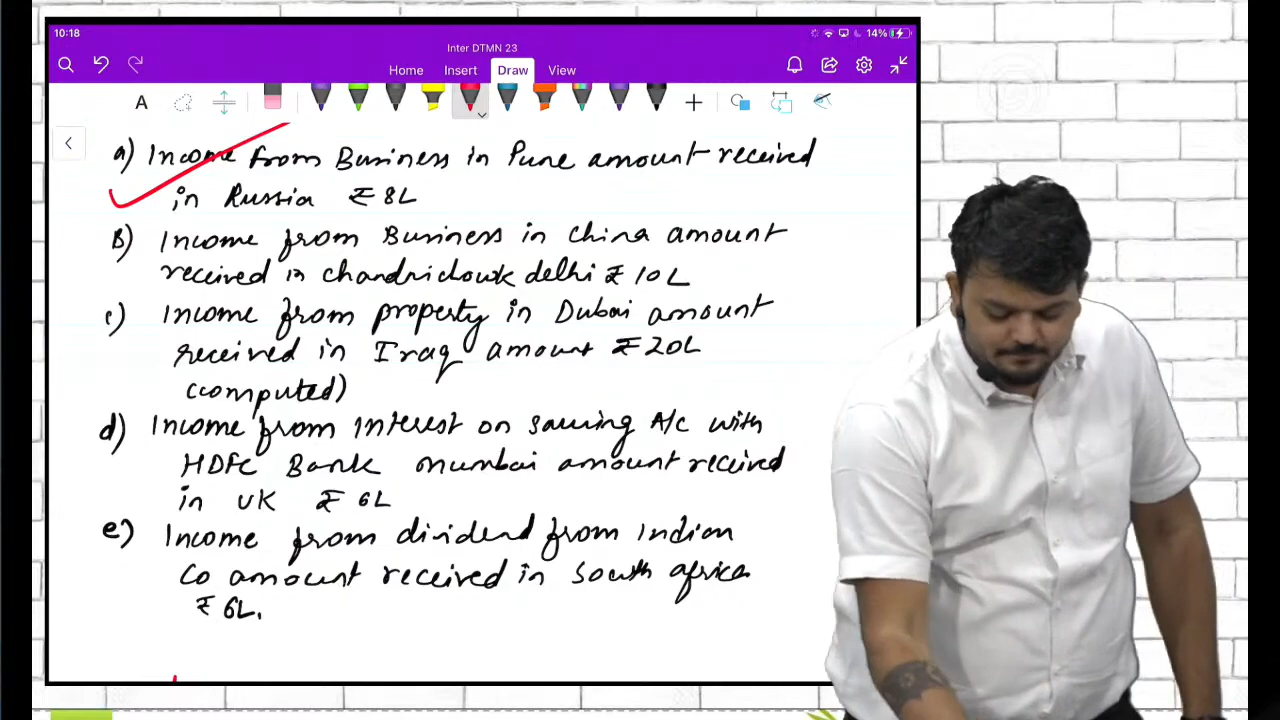 10:18
14%
Inter DTMN 23
Home Insert Draw View
A
a) Income from Business in Pune amount received
in Russia ₹ 8L
B) Income from Business in China amount
received in chandrichowk delhi ₹ 10L
c) Income from property in Dubai amount
received in Iraq amount ₹ 20L
(computed)
d) Income from Interest on saving A/c with
HDFC Bank mumbai amount received
in UK ₹ 6L
e) Income from dividend from Indian
Co amount received in South africa
₹ 6L.